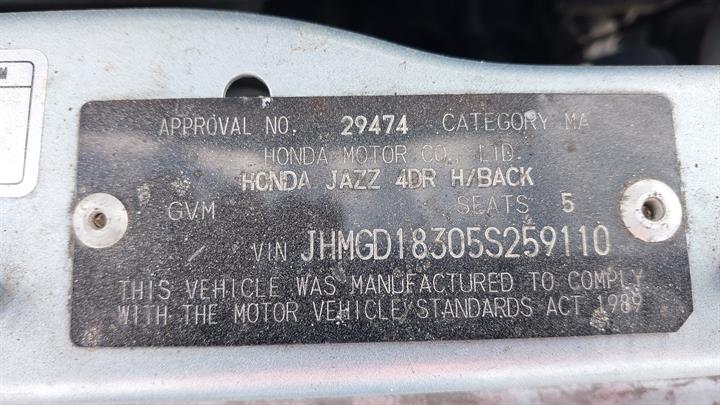 APPROVAL NO. 29474 CATEGORY MA
HONDA MOTOR CO., LTD.
HONDA JAZZ 4DR H/BACK
GVM SEATS 5
VIN JHMGD18305S259110
THIS VEHICLE WAS MANUFACTURED TO COMPLY
WITH THE MOTOR VEHICLE STANDARDS ACT 1989